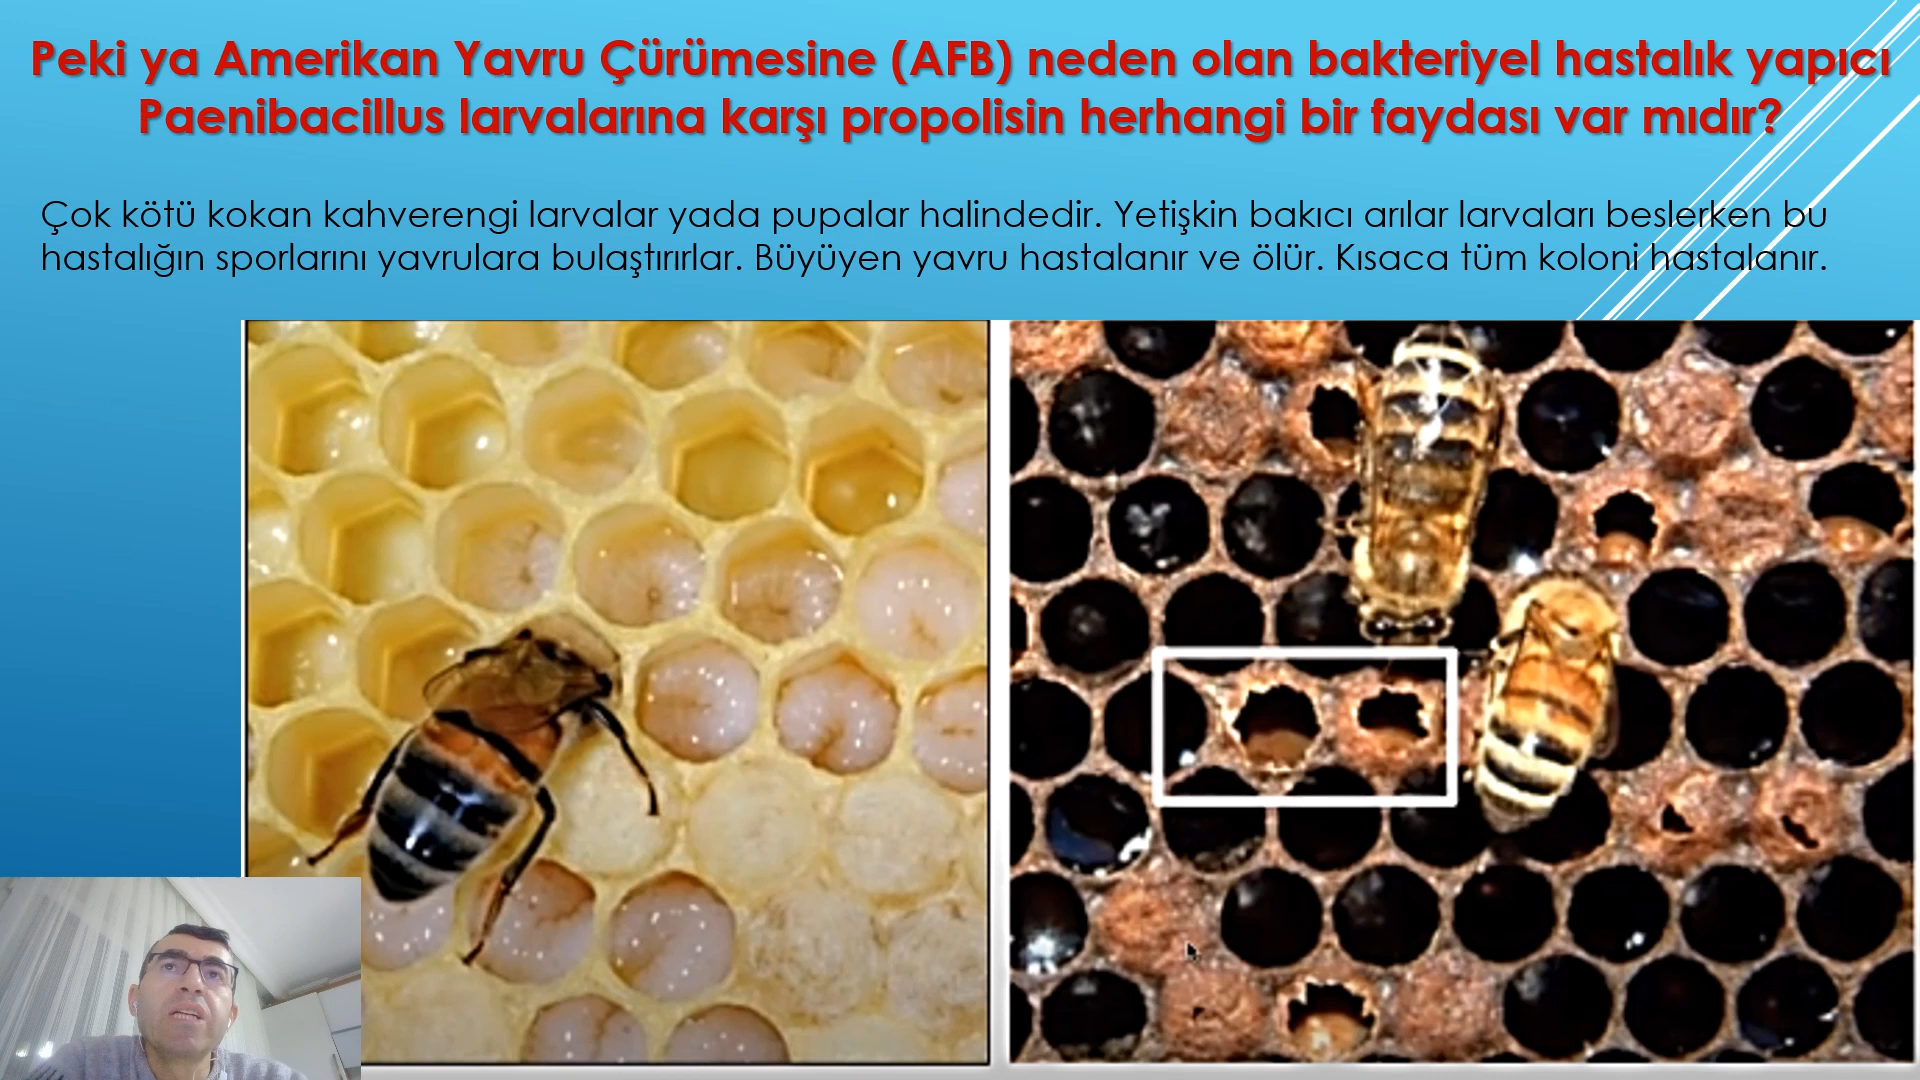 Peki ya Amerikan Yavru Çürümesine (AFB) neden olan bakteriyel hastalık yapıcı
Paenibacillus larvalarına karşı propolisin herhangi bir faydası var mıdır?
Çok kötü kokan kahverengi larvalar yada pupalar halindedir. Yetişkin bakıcı arılar larvaları beslerken bu
hastalığın sporlarını yavrulara bulaştırırlar. Büyüyen yavru hastalanır ve ölür. Kısaca tüm koloni hastalanır.